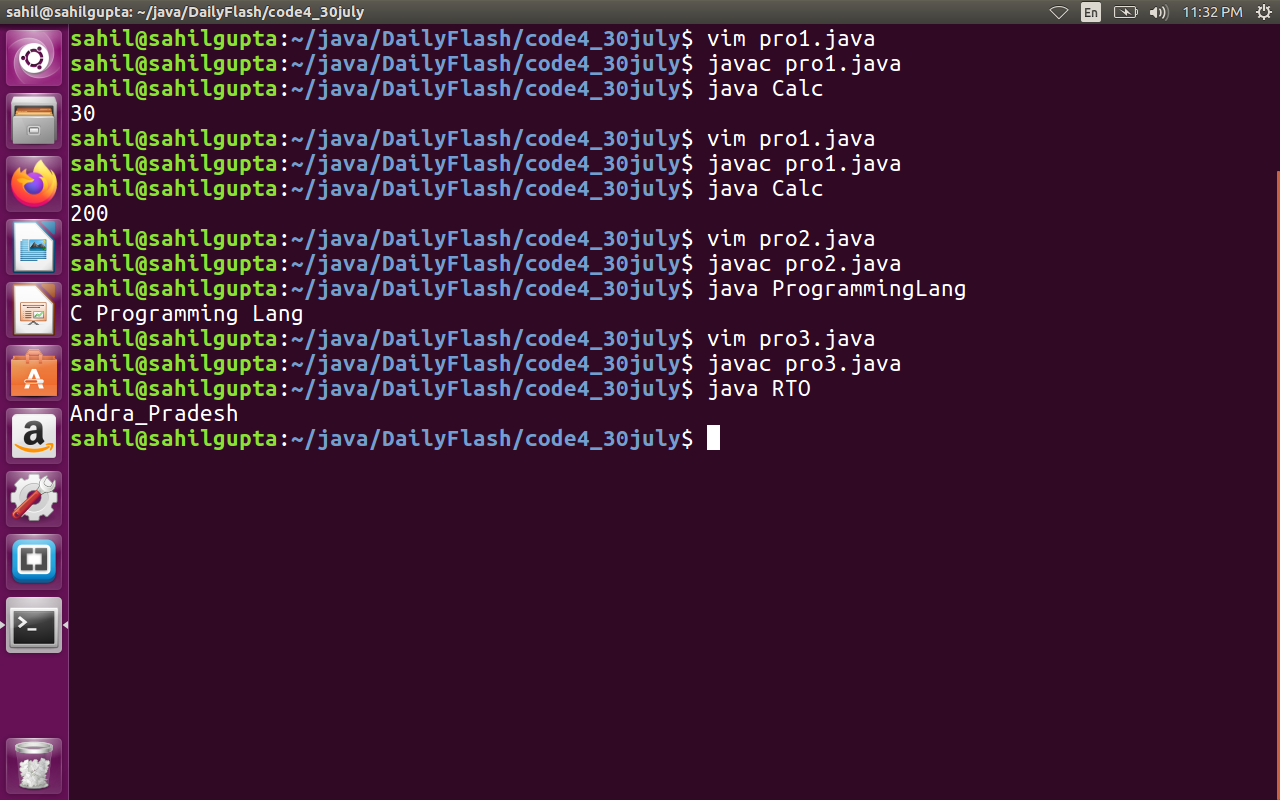 sahil@sahilgupta: ~/java/DailyFlash/code4_30july En 11:32 PM
sahil@sahilgupta:~/java/DailyFlash/code4_30july$ vim pro1.java
sahil@sahilgupta:~/java/DailyFlash/code4_30july$ javac pro1.java
sahil@sahilgupta:~/java/DailyFlash/code4_30july$ java Calc
30
sahil@sahilgupta:~/java/DailyFlash/code4_30july$ vim pro1.java
sahil@sahilgupta:~/java/DailyFlash/code4_30july$ javac pro1.java
sahil@sahilgupta:~/java/DailyFlash/code4_30july$ java Calc
200
sahil@sahilgupta:~/java/DailyFlash/code4_30july$ vim pro2.java
sahil@sahilgupta:~/java/DailyFlash/code4_30july$ javac pro2.java
sahil@sahilgupta:~/java/DailyFlash/code4_30july$ java ProgrammingLang
C Programming Lang
sahil@sahilgupta:~/java/DailyFlash/code4_30july$ vim pro3.java
sahil@sahilgupta:~/java/DailyFlash/code4_30july$ javac pro3.java
sahil@sahilgupta:~/java/DailyFlash/code4_30july$ java RTO
Andra_Pradesh
sahil@sahilgupta:~/java/DailyFlash/code4_30july$